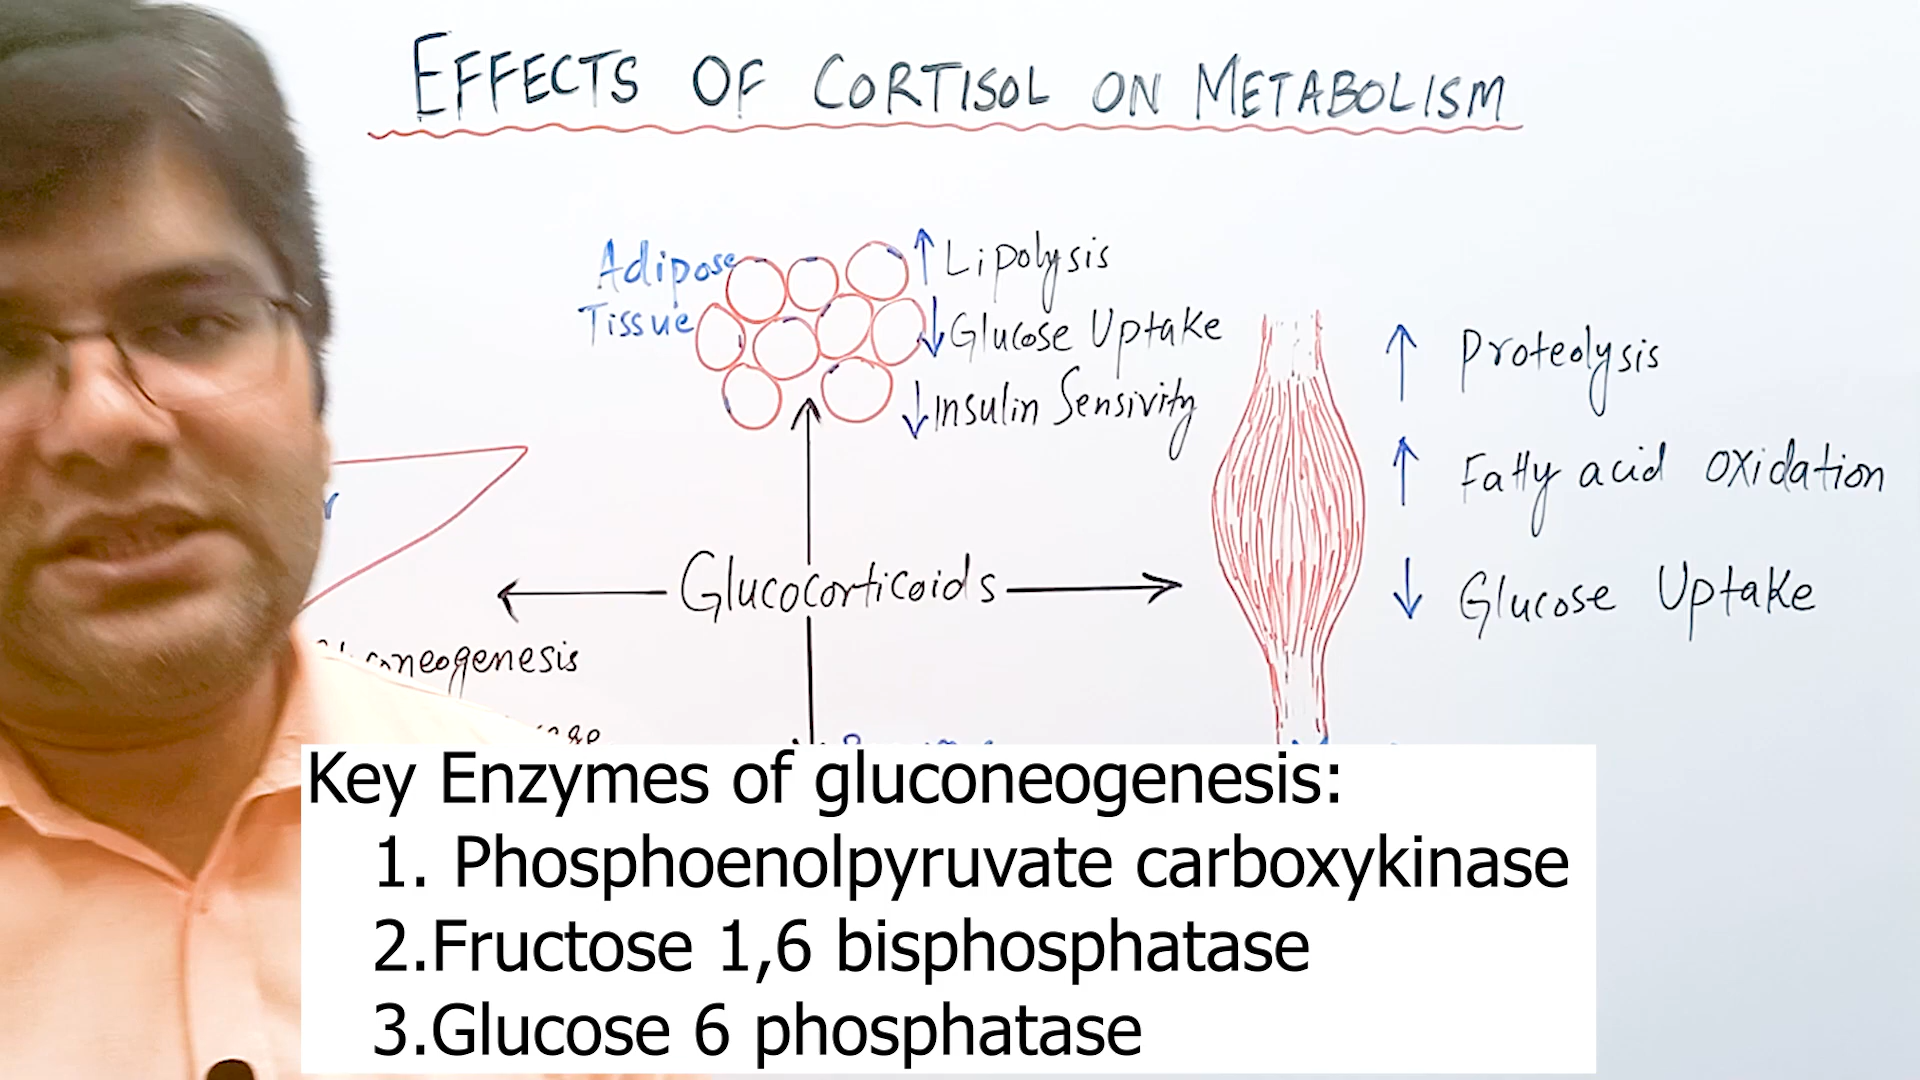 EFFECTS OF CORTISOL ON METABOLISM
Adipose
Tissue
↑ Lipolysis
↓ Glucose Uptake
↓ Insulin Sensivity
↑ Proteolysis
↑ Fatty acid oxidation
↓ Glucose Uptake
Glucocorticoids
Key Enzymes of gluconeogenesis:
1. Phosphoenolpyruvate carboxykinase
2.Fructose 1,6 bisphosphatase
3.Glucose 6 phosphatase